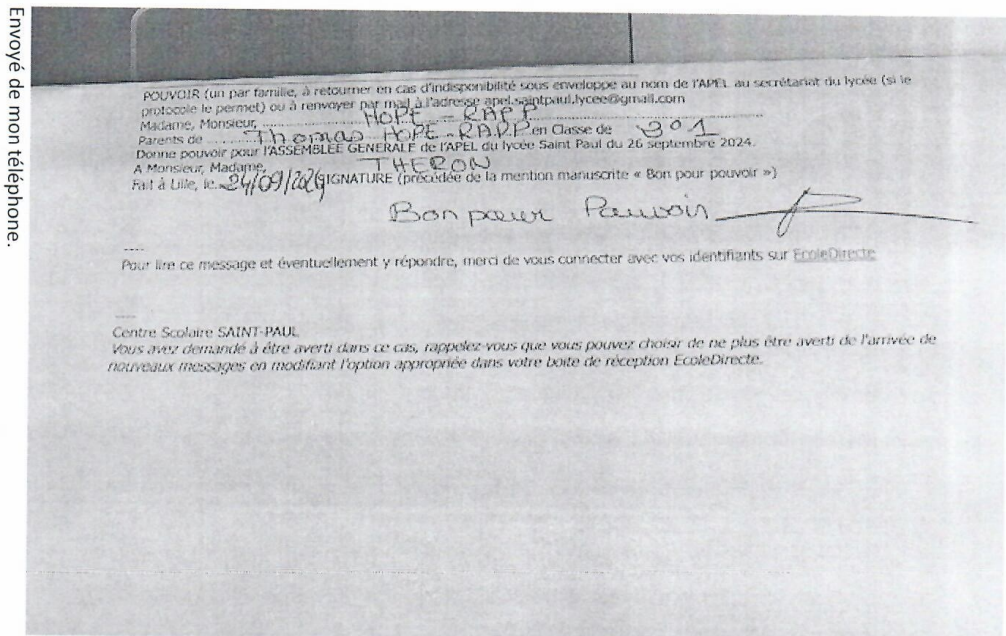 Envoyé de mon téléphone.
POUVOIR (un par famille, à retourner en cas d'indisponibilité sous enveloppe au nom de l'APEL au secrétariat du lycée (si le
protocole le permet) ou à renvoyer par mail à l'adresse apel.saintpaul.lycee@gmail.com
Madame, Monsieur, HOPE-RAPP
Parents de Thomas HOPE-RAPP en Classe de
Donne pouvoir pour l'ASSEMBLEE GENERALE de l'APEL du lycée Saint Paul du 26 septembre 2024.
A Monsieur, Madame, THERON
Fait à Lille, le 24/09/2024 SIGNATURE (précédée de la mention manuscrite « Bon pour pouvoir »)
Bon pour Pouvoir
----
Pour lire ce message et éventuellement y répondre, merci de vous connecter avec vos identifiants sur EcoleDirecte
----
Centre Scolaire SAINT-PAUL
Vous avez demandé à être averti dans ce cas, rappelez-vous que vous pouvez choisir de ne plus être averti de l'arrivée de
nouveaux messages en modifiant l'option appropriée dans votre boite de réception EcoleDirecte.